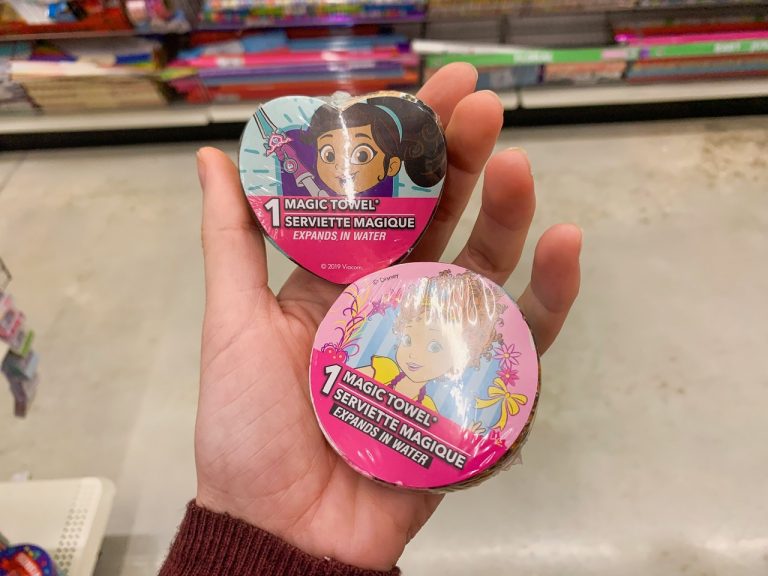 1 MAGIC TOWEL*
SERVIETTE MAGIQUE
EXPANDS IN WATER
© 2019 Viacom
© Disney
1 MAGIC TOWEL*
SERVIETTE MAGIQUE
EXPANDS IN WATER